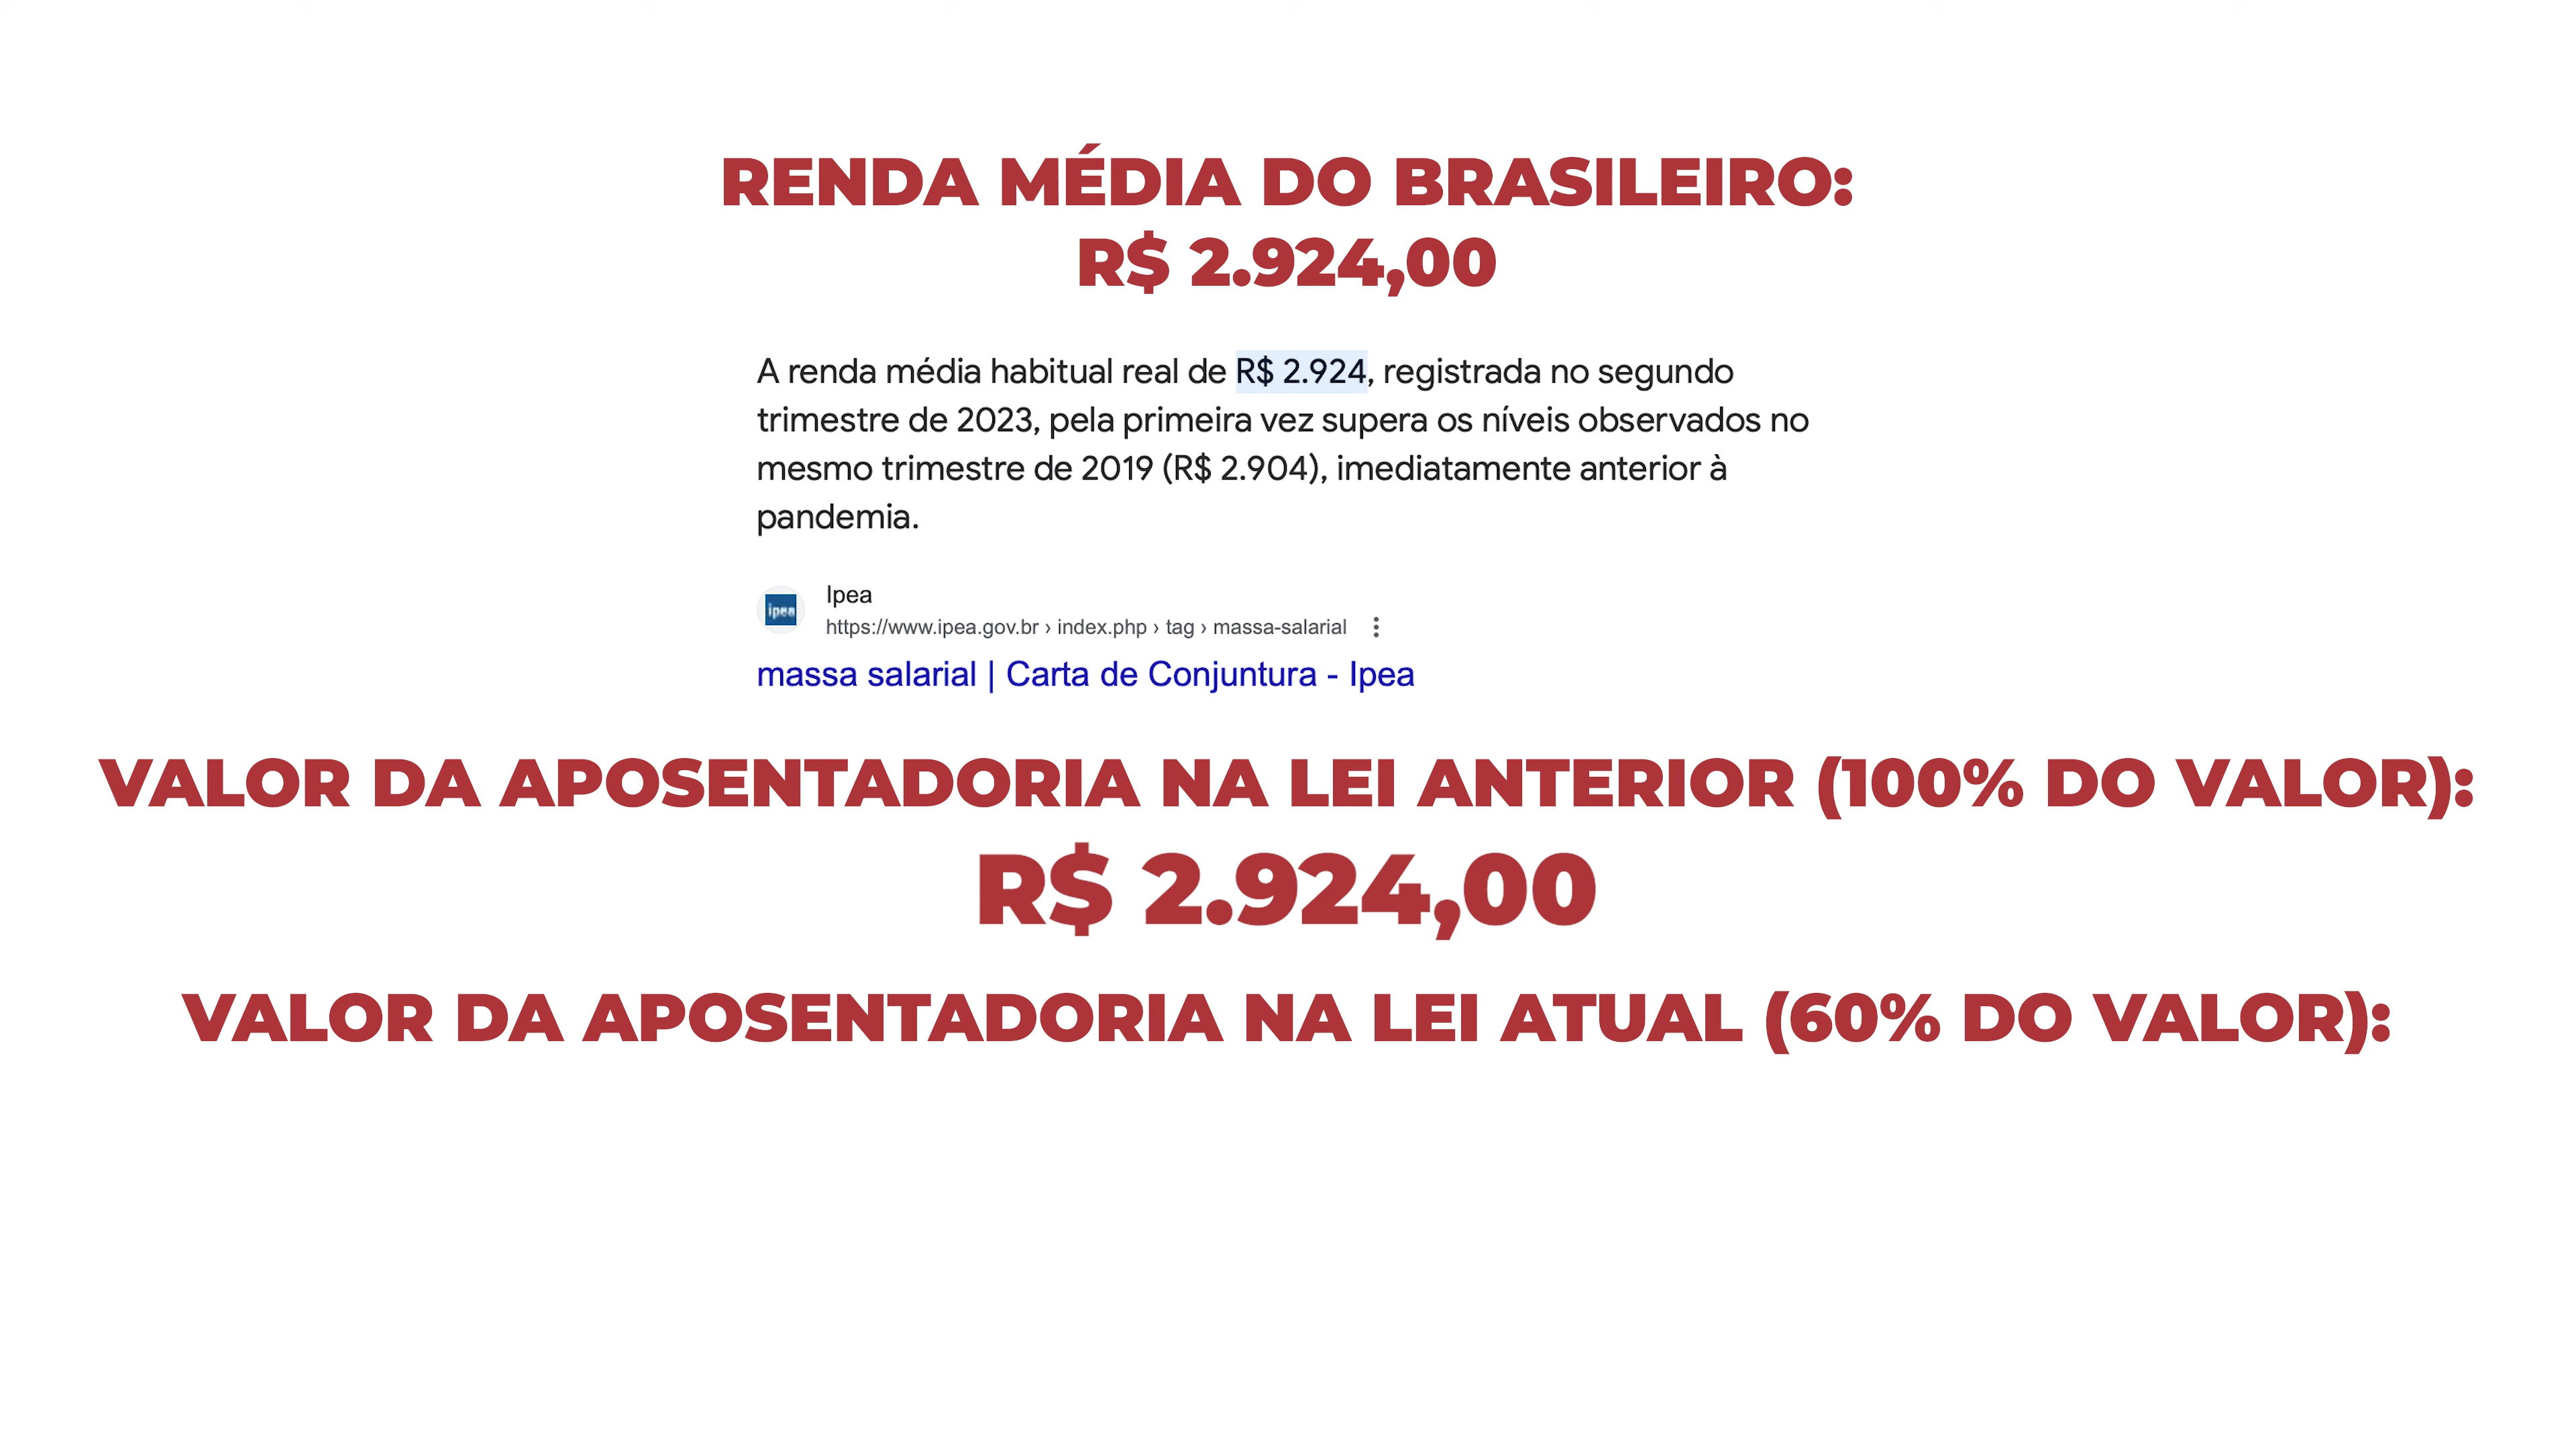 RENDA MÉDIA DO BRASILEIRO:
R$ 2.924,00
A renda média habitual real de R$ 2.924, registrada no segundo
trimestre de 2023, pela primeira vez supera os níveis observados no
mesmo trimestre de 2019 (R$ 2.904), imediatamente anterior à
pandemia.
ipea
Ipea
https://www.ipea.gov.br › index.php › tag › massa-salarial
massa salarial | Carta de Conjuntura - Ipea
VALOR DA APOSENTADORIA NA LEI ANTERIOR (100% DO VALOR):
R$ 2.924,00
VALOR DA APOSENTADORIA NA LEI ATUAL (60% DO VALOR):